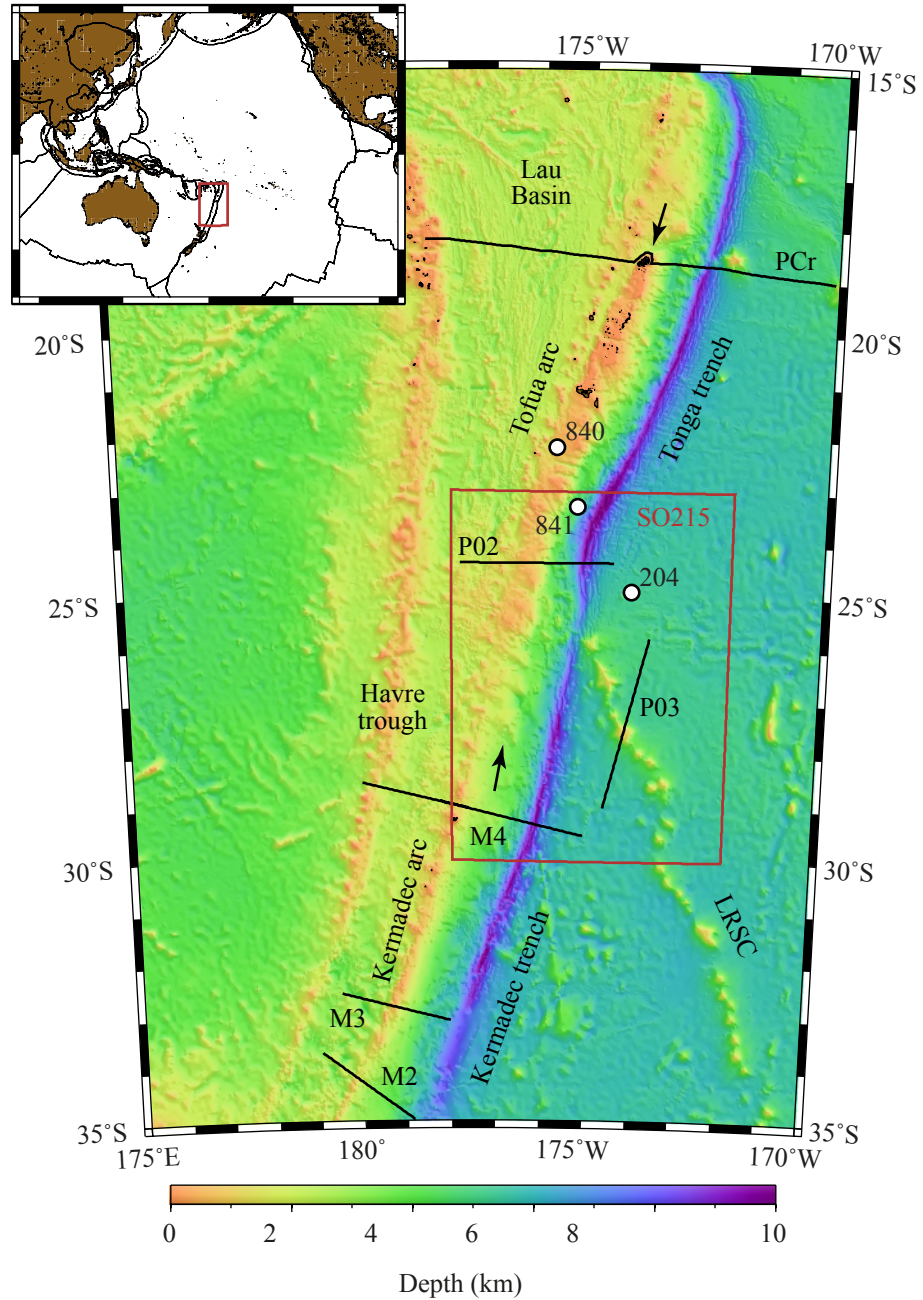 175˚W
170˚W
15˚S
Lau
Basin
PCr
20˚S
20˚S
Tofua arc
Tonga trench
840
841
SO215
P02
204
25˚S
25˚S
Havre
trough
P03
M4
30˚S
30˚S
Kermadec arc
LRSC
Kermadec trench
M3
M2
35˚S
35˚S
175˚E
180˚
175˚W
170˚W
0 2 4 6 8 10
Depth (km)